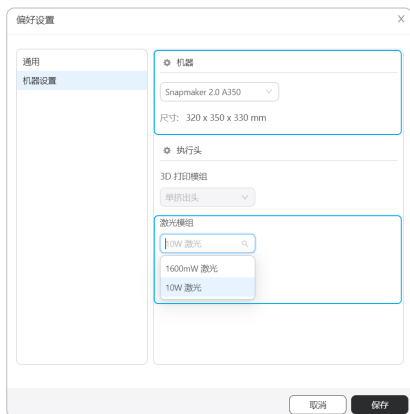 偏好设置
X
通用
机器设置
机器
Snapmaker 2.0 A350
尺寸: 320 x 350 x 330 mm
执行头
3D 打印模组
单挤出头
激光模组
10W 激光
1600mW 激光
10W 激光
取消
保存